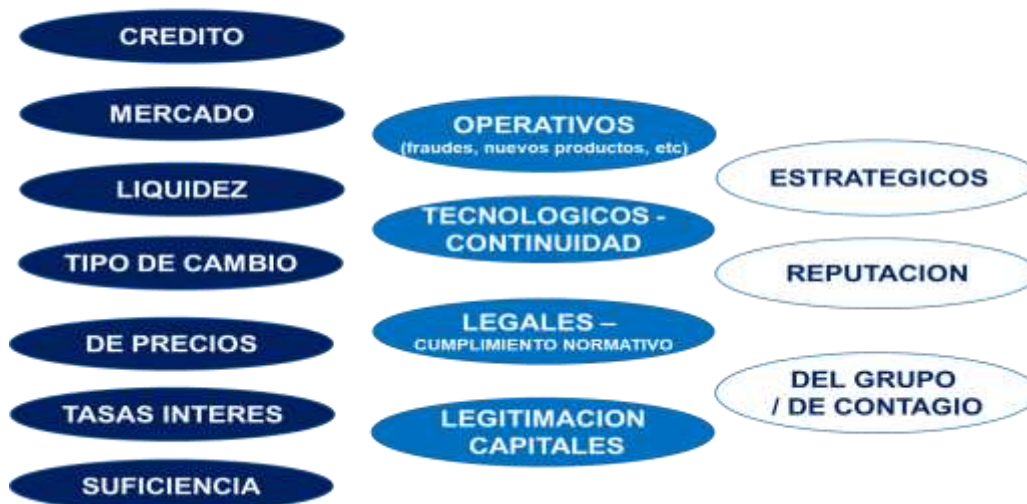 CREDITO
MERCADO
LIQUIDEZ
TIPO DE CAMBIO
DE PRECIOS
TASAS INTERES
SUFICIENCIA
OPERATIVOS
(fraudes, nuevos productos, etc)
TECNOLOGICOS -
CONTINUIDAD
LEGALES –
CUMPLIMIENTO NORMATIVO
LEGITIMACION
CAPITALES
ESTRATEGICOS
REPUTACION
DEL GRUPO
/ DE CONTAGIO